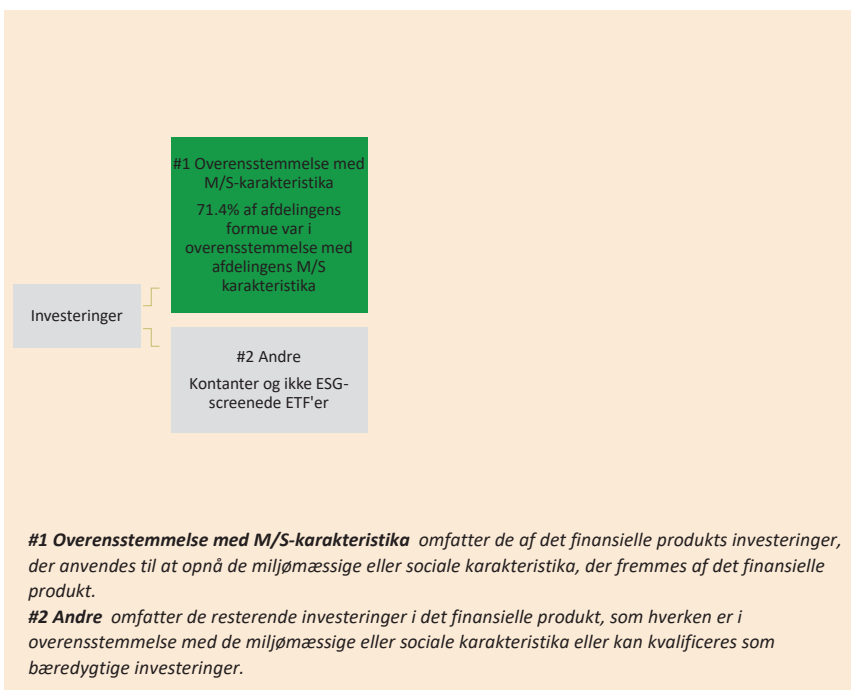 #1 Overensstemmelse med
M/S-karakteristika
71.4% af afdelingens
formue var i
overensstemmelse med
afdelingens M/S
karakteristika
Investeringer
#2 Andre
Kontanter og ikke ESG-
screenede ETF'er
#1 Overensstemmelse med M/S-karakteristika omfatter de af det finansielle produkts investeringer,
der anvendes til at opnå de miljømæssige eller sociale karakteristika, der fremmes af det finansielle
produkt.
#2 Andre omfatter de resterende investeringer i det finansielle produkt, som hverken er i
overensstemmelse med de miljømæssige eller sociale karakteristika eller kan kvalificeres som
bæredygtige investeringer.